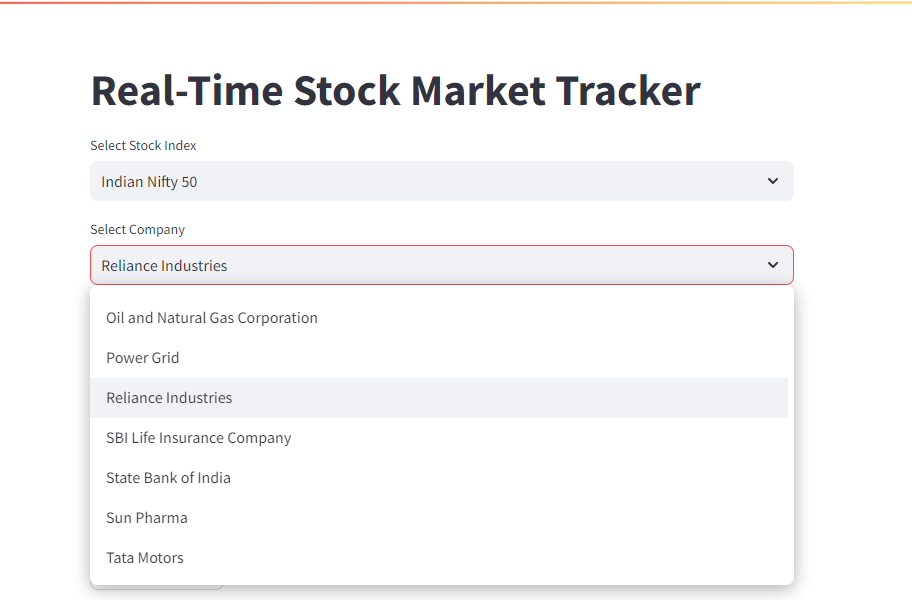 Real-Time Stock Market Tracker
Select Stock Index
Indian Nifty 50
Select Company
Reliance Industries
Oil and Natural Gas Corporation
Power Grid
Reliance Industries
SBI Life Insurance Company
State Bank of India
Sun Pharma
Tata Motors